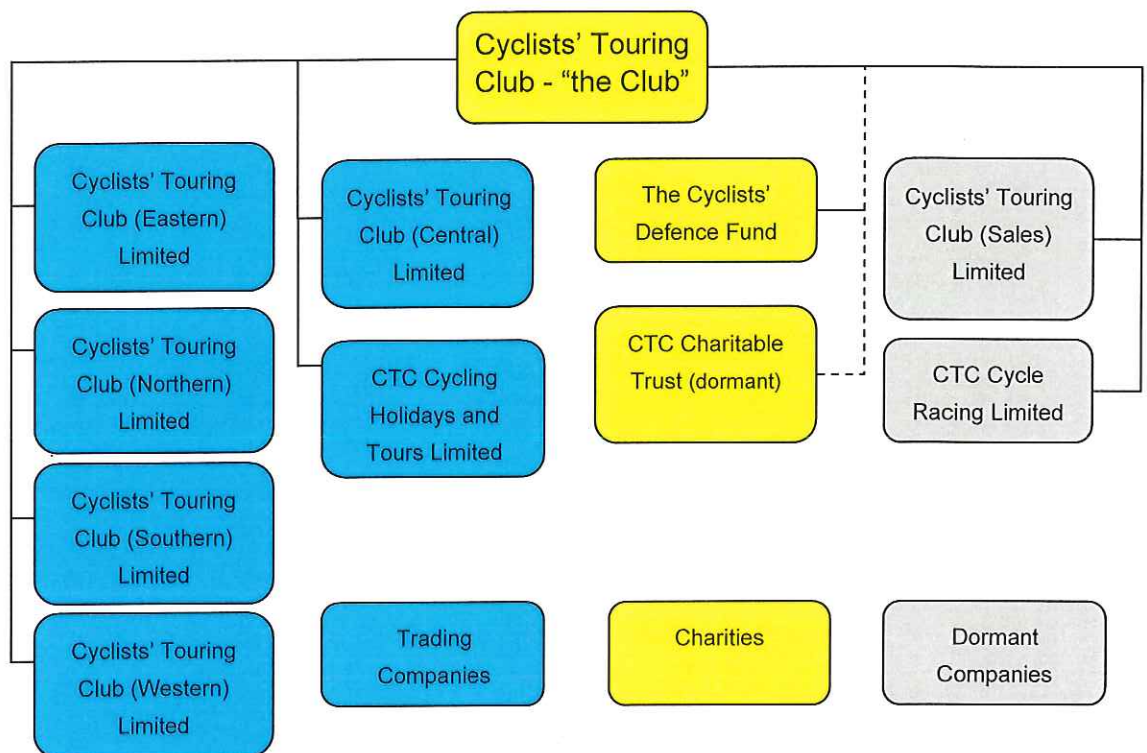 Cyclists’ Touring
Club - “the Club”
Cyclists’ Touring
Club (Eastern)
Limited
Cyclists’ Touring
Club (Northern)
Limited
Cyclists’ Touring
Club (Southern)
Limited
Cyclists’ Touring
Club (Western)
Limited
Cyclists’ Touring
Club (Central)
Limited
CTC Cycling
Holidays and
Tours Limited
The Cyclists’
Defence Fund
CTC Charitable
Trust (dormant)
Cyclists’ Touring
Club (Sales)
Limited
CTC Cycle
Racing Limited
Trading
Companies
Charities
Dormant
Companies